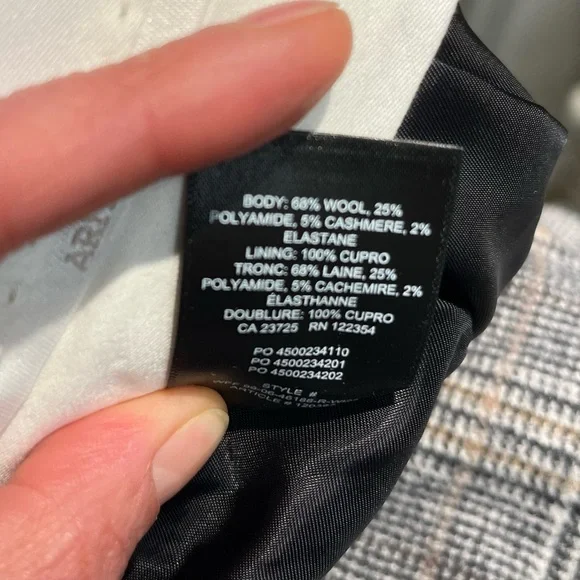 BODY: 68% WOOL, 25%
POLYAMIDE, 5% CASHMERE, 2%
ELASTANE
LINING: 100% CUPRO
TRONC: 68% LAINE, 25%
POLYAMIDE, 5% CACHEMIRE, 2%
ÉLASTHANNE
DOUBLURE: 100% CUPRO
CA 23725 RN 122354
PO 4500234110
PO 4500234201
PO 4500234202
STYLE #